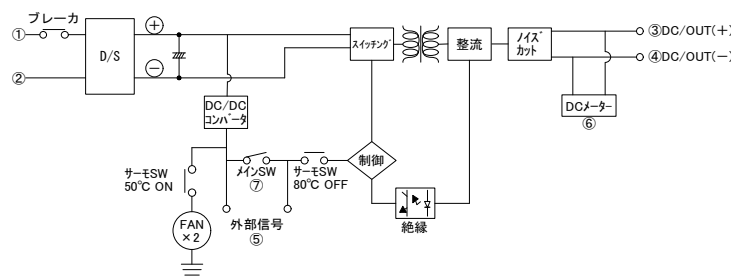 ブレーカ
①
②
D/S
＋
－
スイッチング
整流
ノイズ
カット
③DC/OUT(+)
④DC/OUT(−)
DCメーター
⑥
DC/DC
コンバータ
サーモSW
50℃ ON
メインSW
⑦
サーモSW
80℃ OFF
制御
絶縁
外部信号
⑤
FAN
×2